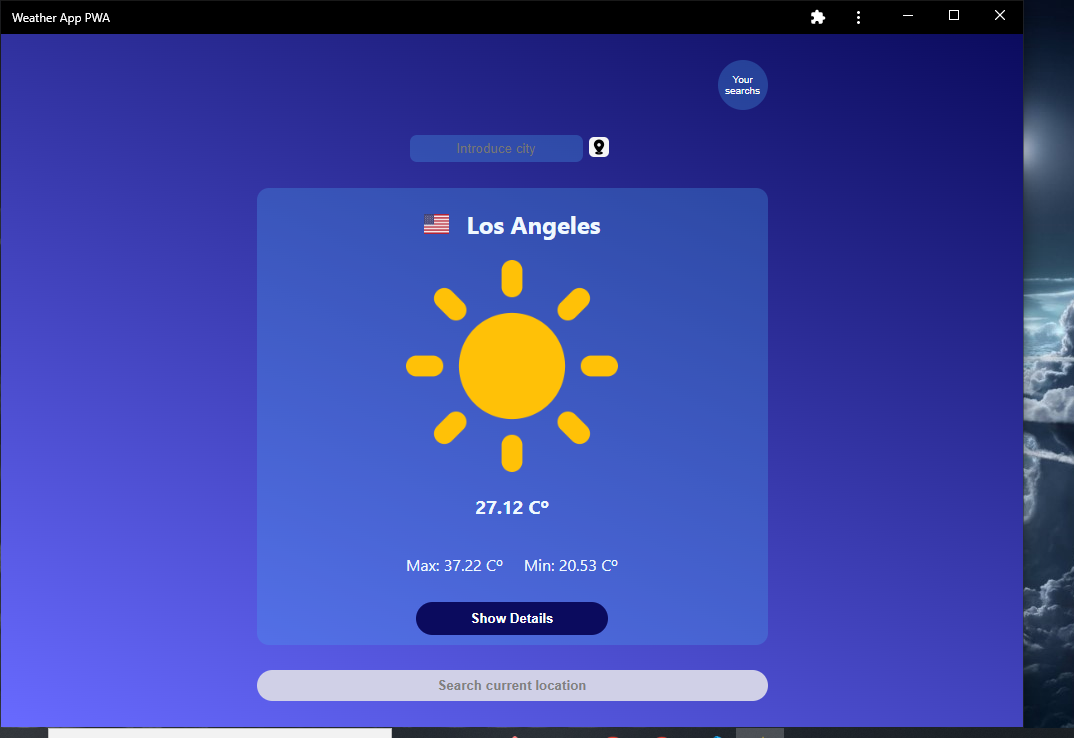 Weather App PWA
Your
searchs
Introduce city
Los Angeles
27.12 Cº
Max: 37.22 Cº Min: 20.53 Cº
Show Details
Search current location